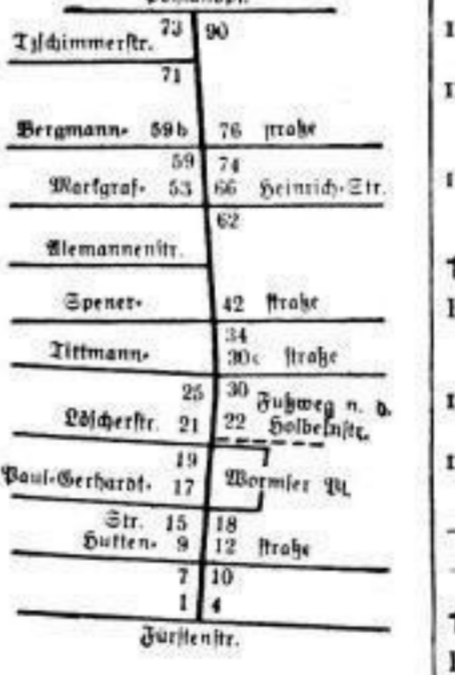 73 90
Tzschimmerstr.
71
Bergmann- 59b 76 straße
59 74
Markgraf- 53 66 Heinrich-Str.
62
Alemannenstr.
Spener- 42 straße
34
Tittmann- 30c straße
25 30 Fußweg n. d.
Löscherstr. 21 22 Holbeinstr.
19
Paul-Gerhardt- 17 Wormser Pl.
Str. 15 18
Hutten- 9 12 straße
7 10
1 4
Fürstenstr.